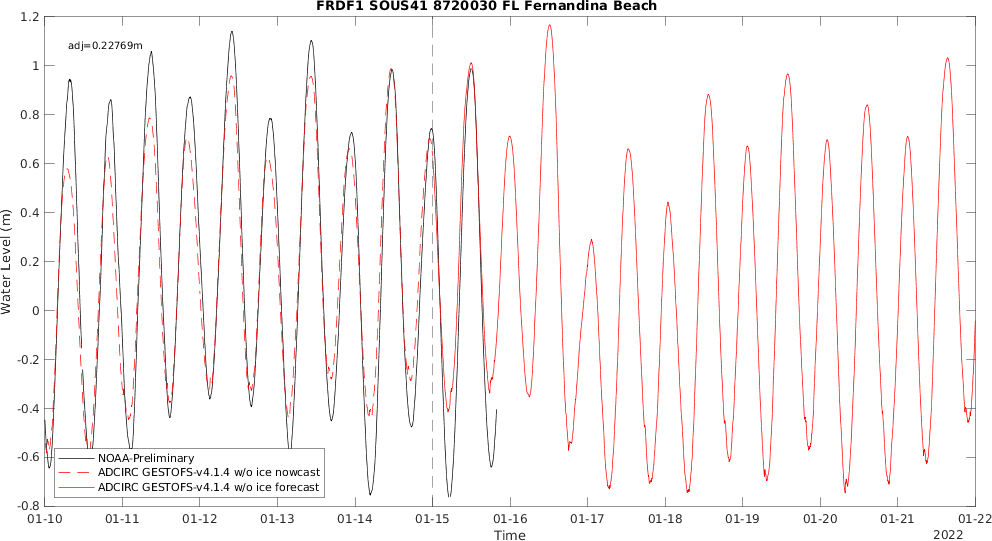 FRDF1 SOUS41 8720030 FL Fernandina Beach
adj=0.22769m
1.2
1
0.8
0.6
0.4
0.2
0
-0.2
-0.4
-0.6
-0.8
Water Level (m)
NOAA-Preliminary
ADCIRC GESTOFS-v4.1.4 w/o ice nowcast
ADCIRC GESTOFS-v4.1.4 w/o ice forecast
01-10 01-11 01-12 01-13 01-14 01-15 01-16 01-17 01-18 01-19 01-20 01-21 01-22
Time
2022